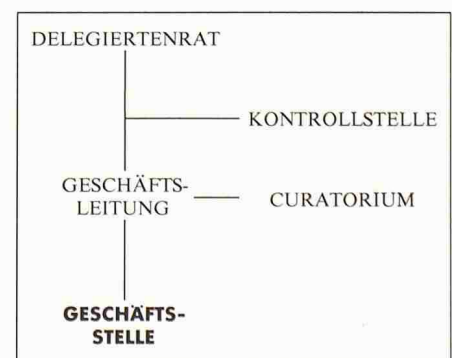 DELEGIERTENRAT
KONTROLLSTELLE
GESCHÄFTS-
LEITUNG
CURATORIUM
GESCHÄFTS-
STELLE